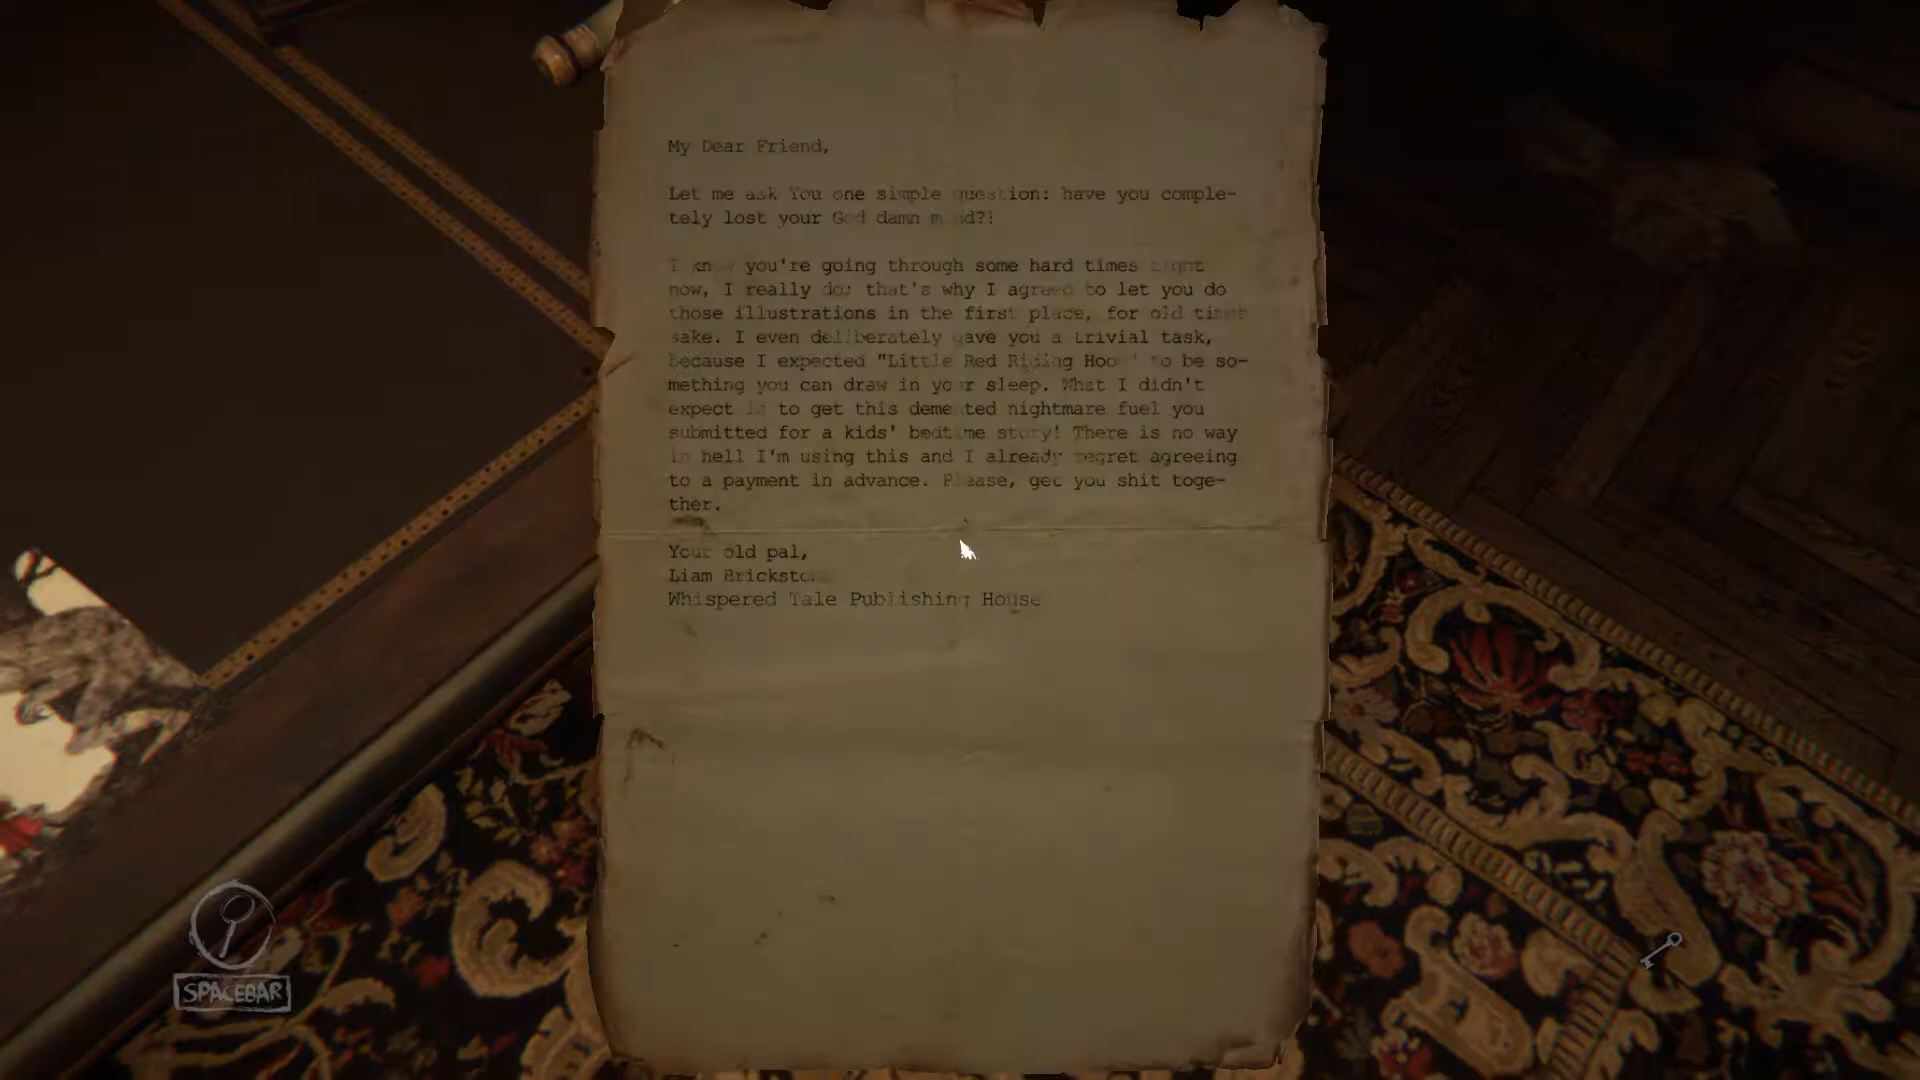 My Dear Friend,
Let me ask You one simple question: have you comple-
tely lost your God damn mind?!
I know you're going through some hard times right
now, I really do; that's why I agreed to let you do
those illustrations in the first place, for old times
sake. I even deliberately gave you a trivial task,
because I expected "Little Red Riding Hood" to be so-
mething you can draw in your sleep. What I didn't
expect is to get this demented nightmare fuel you
submitted for a kids' bedtime story! There is no way
in hell I'm using this and I already regret agreeing
to a payment in advance. Please, get you shit toge-
ther.
Your old pal,
Liam
Whispered Tale Publishing House
SPACEBAR